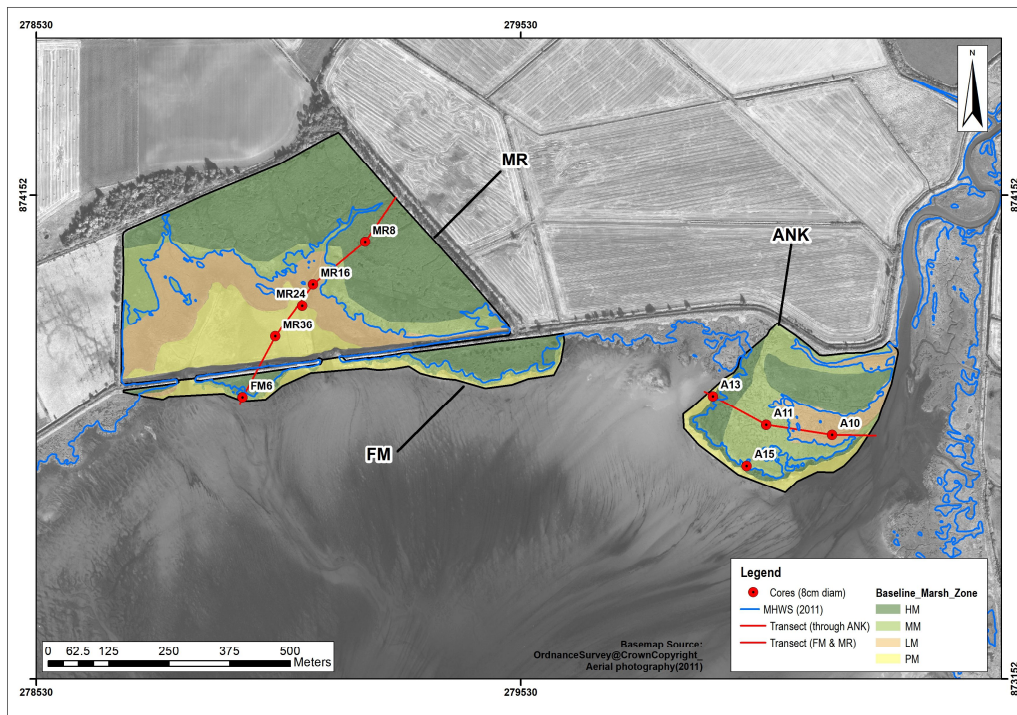 278530
279530
N
874152
874152
MR
ANK
MR8
MR16
MR24
MR36
FM6
FM
A13
A11
A10
A15
Legend
Cores (8cm diam)
MHWS (2011)
Transect (through ANK)
Transect (FM & MR)
Baseline_Marsh_Zone
HM
MM
LM
PM
0 62.5 125 250 375 500
Meters
Basemap Source:
OrdnanceSurvey@CrownCopyright_
Aerial photography(2011)
873152
873152
278530
279530